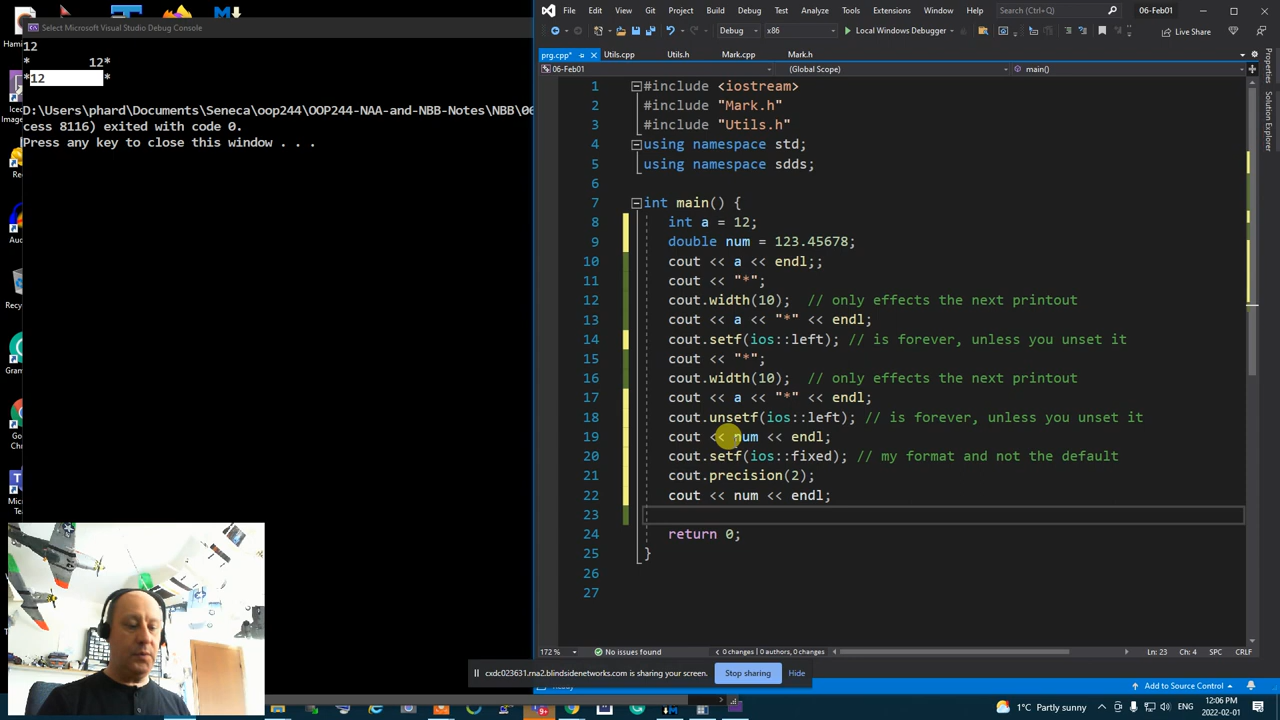 Select Microsoft Visual Studio Debug Console
12
*         12*
*12         *
D:\Users\phard\Documents\Seneca\oop244\OOP244-NAA-and-NBB-Notes\NBB\06
cess 8116) exited with code 0.
Press any key to close this window . . .
File Edit View Git Project Build Debug
Test Analyze Tools Extensions Window Help Search (Ctrl+Q) 06-Feb01
Debug x86 Local Windows Debugger Live Share
prg.cpp* Utils.cpp Utils.h Mark.cpp Mark.h
06-Feb01 (Global Scope) main()
1 #include <iostream>
2 #include "Mark.h"
3 #include "Utils.h"
4 using namespace std;
5 using namespace sdds;
6
7 int main() {
8 int a = 12;
9 double num = 123.45678;
10 cout << a << endl;;
11 cout << "*";
12 cout.width(10);  // only effects the next printout
13 cout << a << "*" << endl;
14 cout.setf(ios::left); // is forever, unless you unset it
15 cout << "*";
16 cout.width(10);  // only effects the next printout
17 cout << a << "*" << endl;
18 cout.unsetf(ios::left); // is forever, unless you unset it
19 cout << num << endl;
20 cout.setf(ios::fixed); // my format and not the default
21 cout.precision(2);
22 cout << num << endl;
23
24 return 0;
25 }
26
27
Properties
Solution Explorer
172 % No issues found 0 changes | 0 authors, 0 changes Ln: 23 Ch: 4 SPC CRLF
cxdc023631.rna2.blindsidenetworks.com is sharing your screen. Stop sharing Hide
Ready Add to Source Control
1°C Partly sunny
12:06 PM
2022-02-01